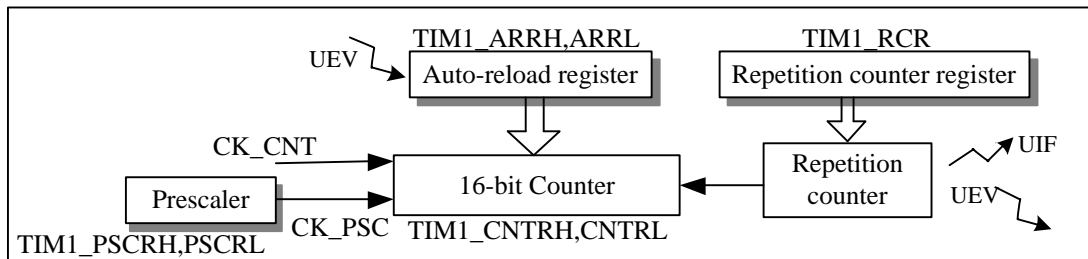 TIM1_ARRH,ARRL
TIM1_RCR
UEV
Auto-reload register
Repetition counter register
CK_CNT
16-bit Counter
Repetition
counter
UIF
UEV
Prescaler
CK_PSC
TIM1_CNTRH,CNTRL
TIM1_PSCRH,PSCRL